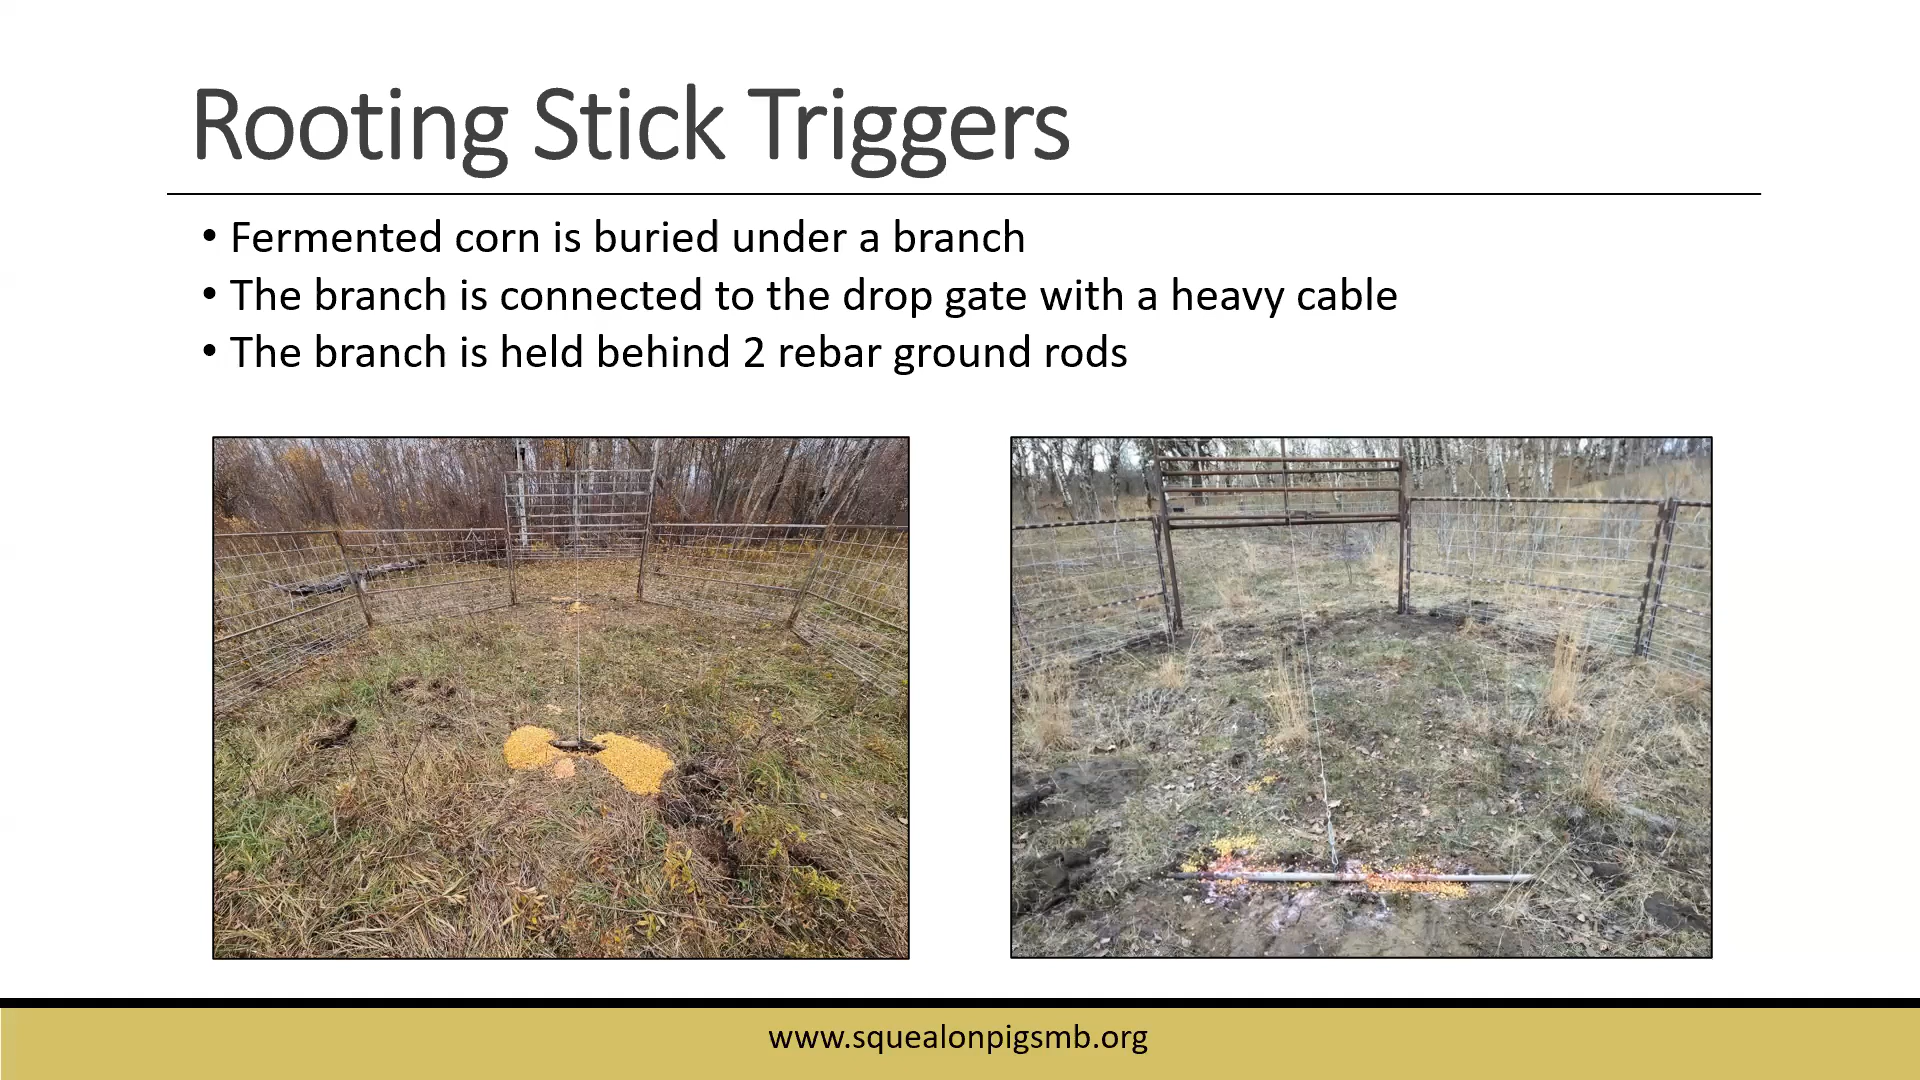 Rooting Stick Triggers
• Fermented corn is buried under a branch
• The branch is connected to the drop gate with a heavy cable
• The branch is held behind 2 rebar ground rods
www.squealonpigsmb.org